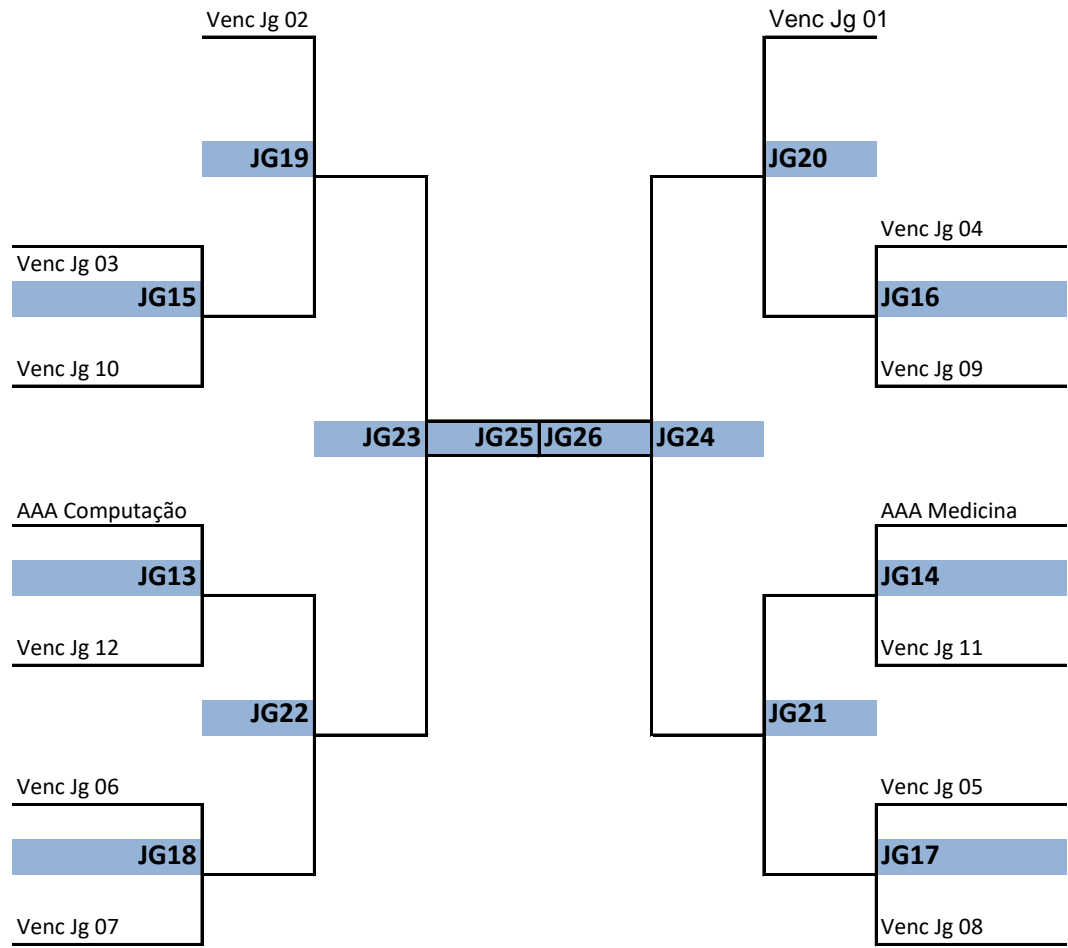 Venc Jg 02
Venc Jg 01
JG19
JG20
Venc Jg 04
Venc Jg 03
JG15
JG16
Venc Jg 10
Venc Jg 09
JG23
JG25
JG26
JG24
AAA Computação
AAA Medicina
JG13
JG14
Venc Jg 12
Venc Jg 11
JG22
JG21
Venc Jg 06
Venc Jg 05
JG18
JG17
Venc Jg 07
Venc Jg 08